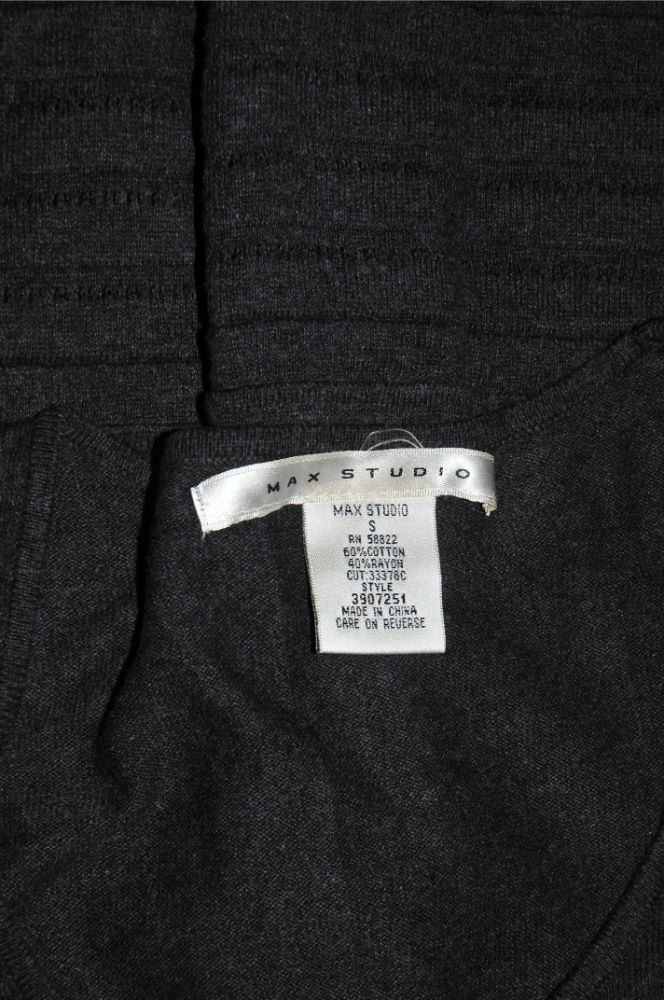 MAX STUDIO
MAX STUDIO
S
RN 58822
60%COTTON
40%RAYON
CUT:33378C
STYLE
3907251
MADE IN CHINA
CARE ON REVERSE